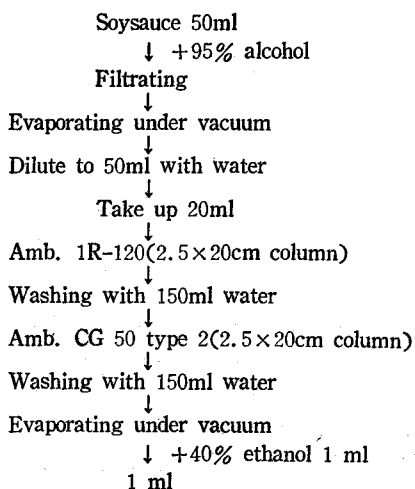 Soysauce 50ml
↓ +95% alcohol
Filtrating
↓
Evaporating under vacuum
↓
Dilute to 50ml with water
↓
Take up 20ml
↓
Amb. 1R-120(2.5×20cm column)
↓
Washing with 150ml water
↓
Amb. CG 50 type 2(2.5×20cm column)
↓
Washing with 150ml water
↓
Evaporating under vacuum
↓ +40% ethanol 1 ml
1 ml